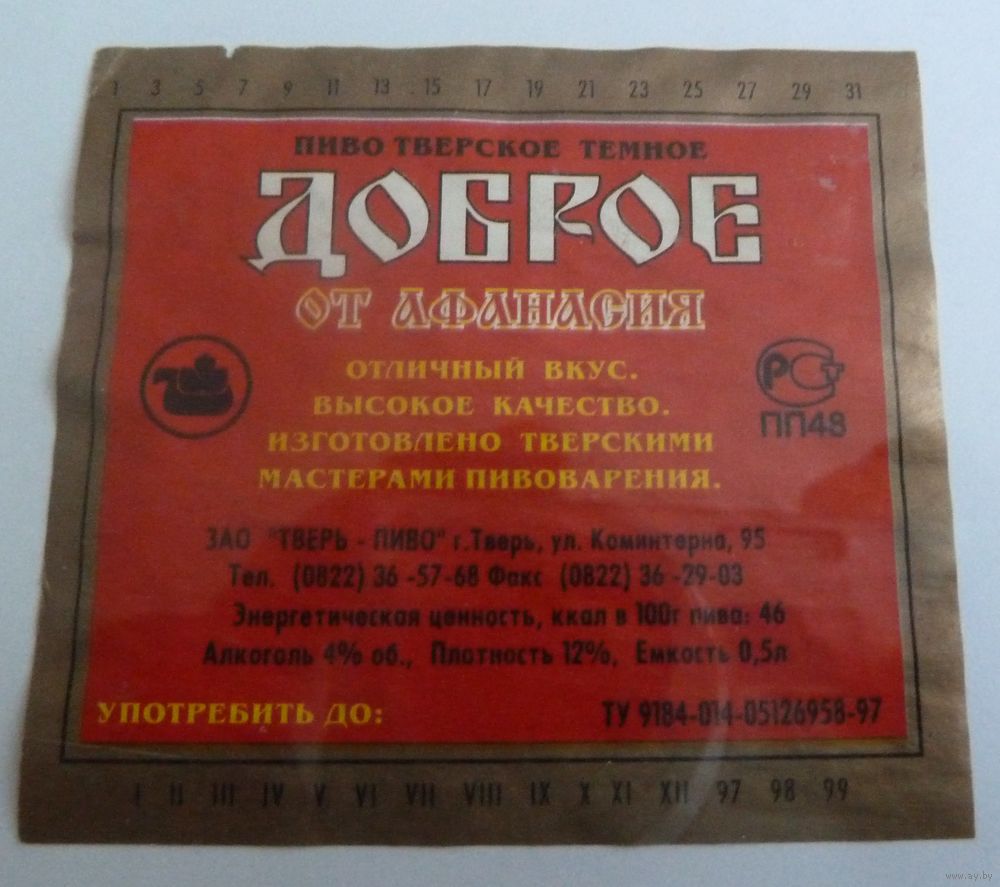 1 3 5 7 9 11 13 15 17 19 21 23 25 27 29 31
ПИВО ТВЕРСКОЕ ТЕМНОЕ
ДОБРОЕ
ОТ АФАНАСИЯ
ОТЛИЧНЫЙ ВКУС.
ВЫСОКОЕ КАЧЕСТВО.
ИЗГОТОВЛЕНО ТВЕРСКИМИ
МАСТЕРАМИ ПИВОВАРЕНИЯ.
РСТ
ПП48
ЗАО "ТВЕРЬ - ПИВО" г.Тверь, ул. Коминтерна, 95
Тел. (0822) 36 -57-68 Факс (0822) 36 -29-03
Энергетическая ценность, ккал в 100г пива: 46
Алкоголь 4% об., Плотность 12%, Емкость 0,5л
УПОТРЕБИТЬ ДО:
ТУ 9184-014-05126958-97
I II III IV V VI VII VIII IX X XI XII 97 98 99
www.ay.by